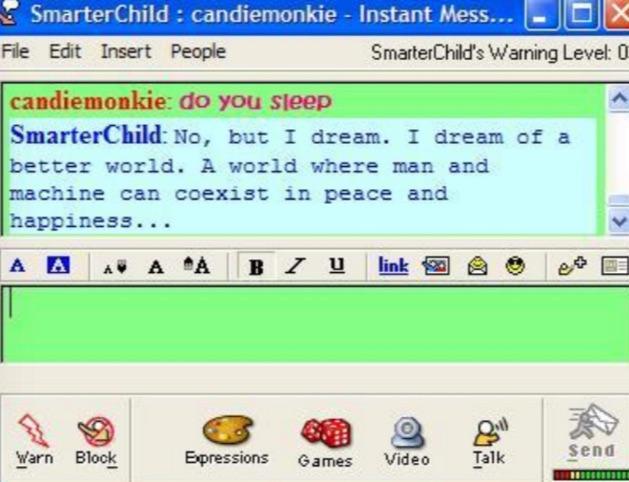 SmarterChild : candiemonkie - Instant Mess...
File Edit Insert People SmarterChild's Warning Level: 0
candiemonkie: do you sleep
SmarterChild: No, but I dream. I dream of a
better world. A world where man and
machine can coexist in peace and
happiness...
A A A A A B I U link
Warn Block Expressions Games Video Talk Send